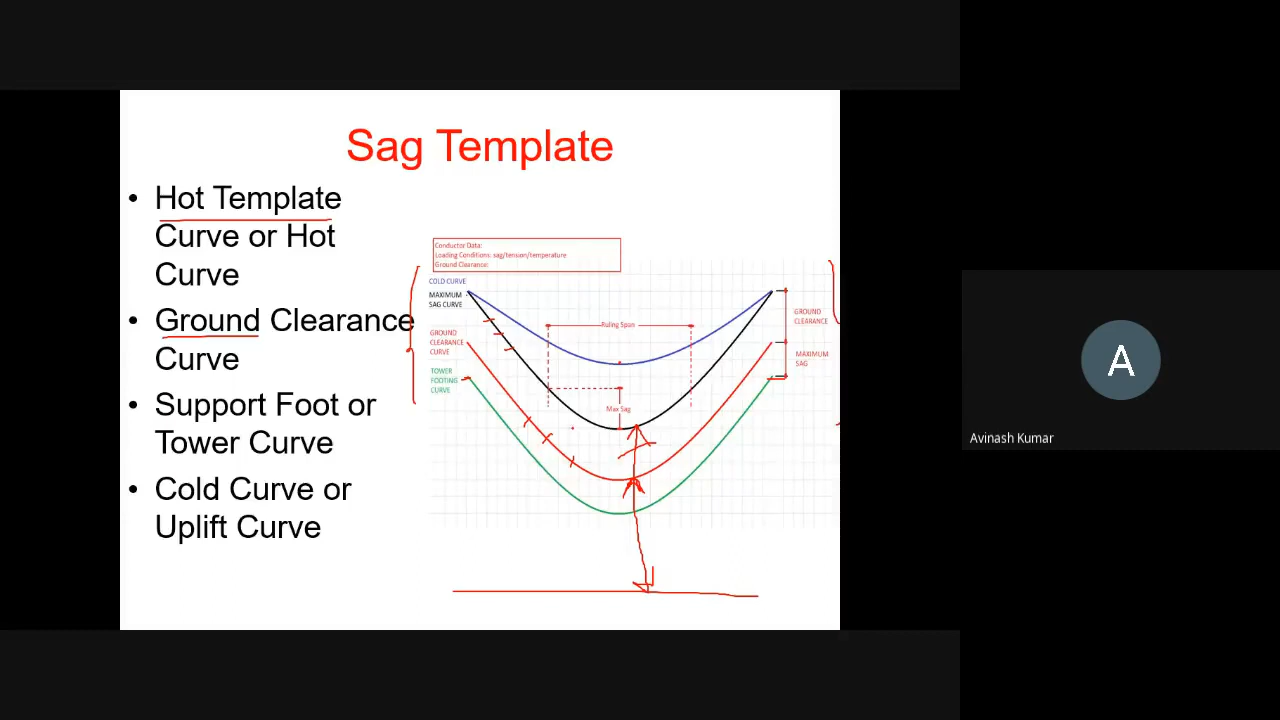 Sag Template
• Hot Template
Curve or Hot
Curve
• Ground Clearance
Curve
• Support Foot or
Tower Curve
• Cold Curve or
Uplift Curve
Conductor Data:
Loading Conditions: sag/tension/temperature
Ground Clearance:
COLD CURVE
MAXIMUM
SAG CURVE
GROUND
CLEARANCE
CURVE
TOWER
FOOTING
CURVE
Ruling Span
Max Sag
GROUND
CLEARANCE
MAXIMUM
SAG
A
Avinash Kumar